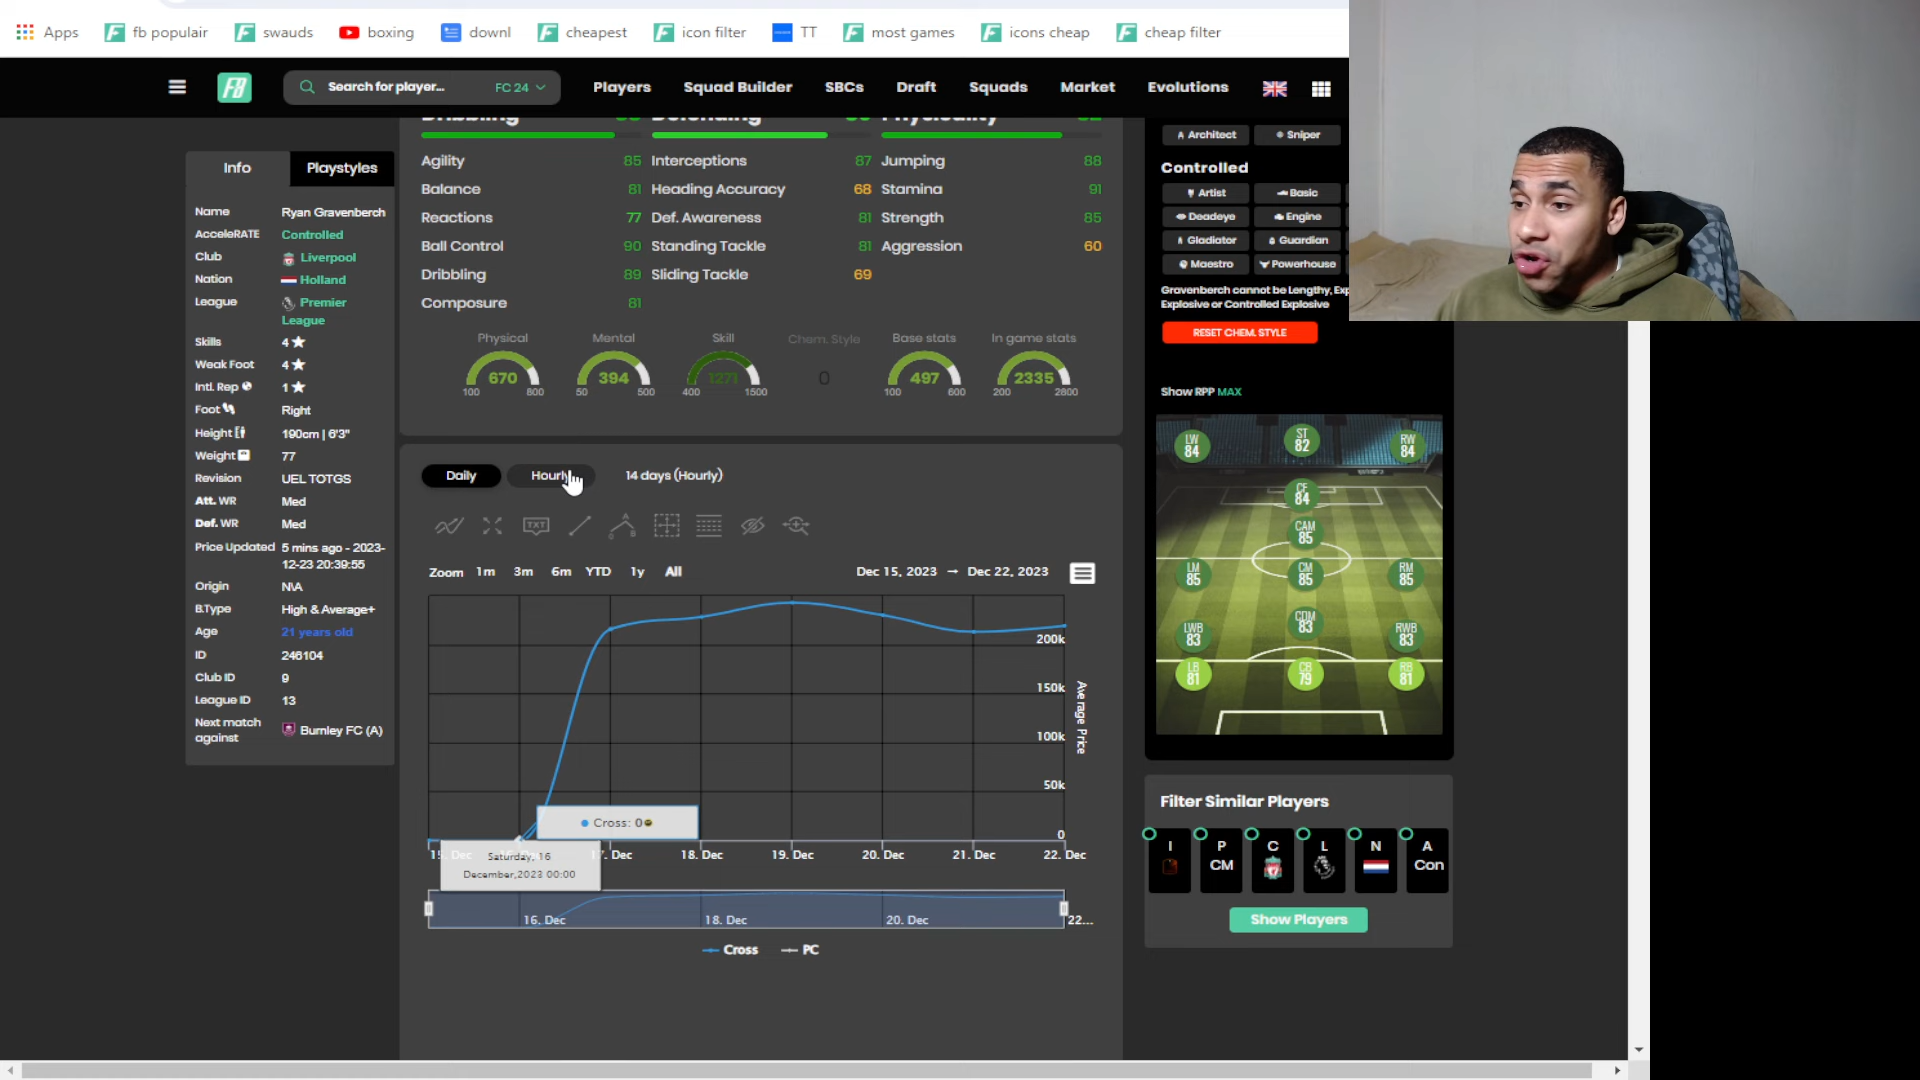 Apps fb populair swauds boxing downl cheapest icon filter TT most games icons cheap cheap filter
FB Search for player... FC 24 Players Squad Builder SBCs Draft Squads Market Evolutions
Info Playstyles
Name Ryan Gravenberch
AcceleRATE Controlled
Club Liverpool
Nation Holland
League Premier
League
Skills 4
Weak Foot 4
Intl. Rep 1
Foot Right
Height 190cm | 6'3"
Weight 77
Revision UEL TOTGS
Att. WR Med
Def. WR Med
Price Updated 5 mins ago - 2023-
12-23 20:39:55
Origin N\A
B.Type High & Average+
Age 21 years old
ID 246104
Club ID 9
League ID 13
Next match
against Burnley FC (A)
Dribbling Defending Physicality
Agility 85 Interceptions 87 Jumping 88
Balance 81 Heading Accuracy 68 Stamina 91
Reactions 77 Def. Awareness 81 Strength 85
Ball Control 90 Standing Tackle 81 Aggression 60
Dribbling 89 Sliding Tackle 69
Composure 81
Physical Mental Skill Chem. Style Base stats In game stats
670 394 1271 0 497 2335
100 800 50 500 400 1500 100 600 200 2800
Daily Hourly 14 days (Hourly)
TXT
Zoom 1m 3m 6m YTD 1y All Dec 15, 2023 → Dec 22, 2023
200k
150k
100k
50k
0
Average Price
Cross: 0
15. Dec 17. Dec 18. Dec 19. Dec 20. Dec 21. Dec 22. Dec
Saturday, 16
December, 2023 00:00
16. Dec 18. Dec 20. Dec 22...
Cross PC
Architect Sniper
Controlled
Artist Basic
Deadeye Engine
Gladiator Guardian
Maestro Powerhouse
Gravenberch cannot be Lengthy,
Explosive or Controlled Explosive
RESET CHEM. STYLE
Show RPP MAX
LW 84 ST 82 RW 84
CF 84
CAM 85
LM 85 CM 85 RM 85
CDM 83
LWB 83 RWB 83
LB 81 CB 79 RB 81
Filter Similar Players
I P C L N A
CM Con
Show Players